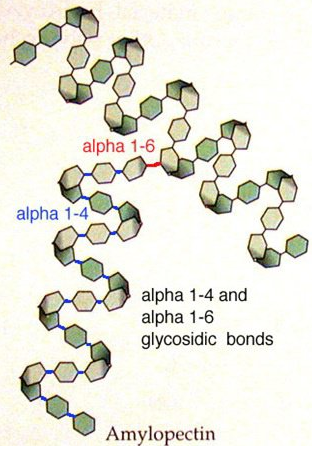 alpha 1-6
alpha 1-4
alpha 1-4 and
alpha 1-6
glycosidic bonds
Amylopectin